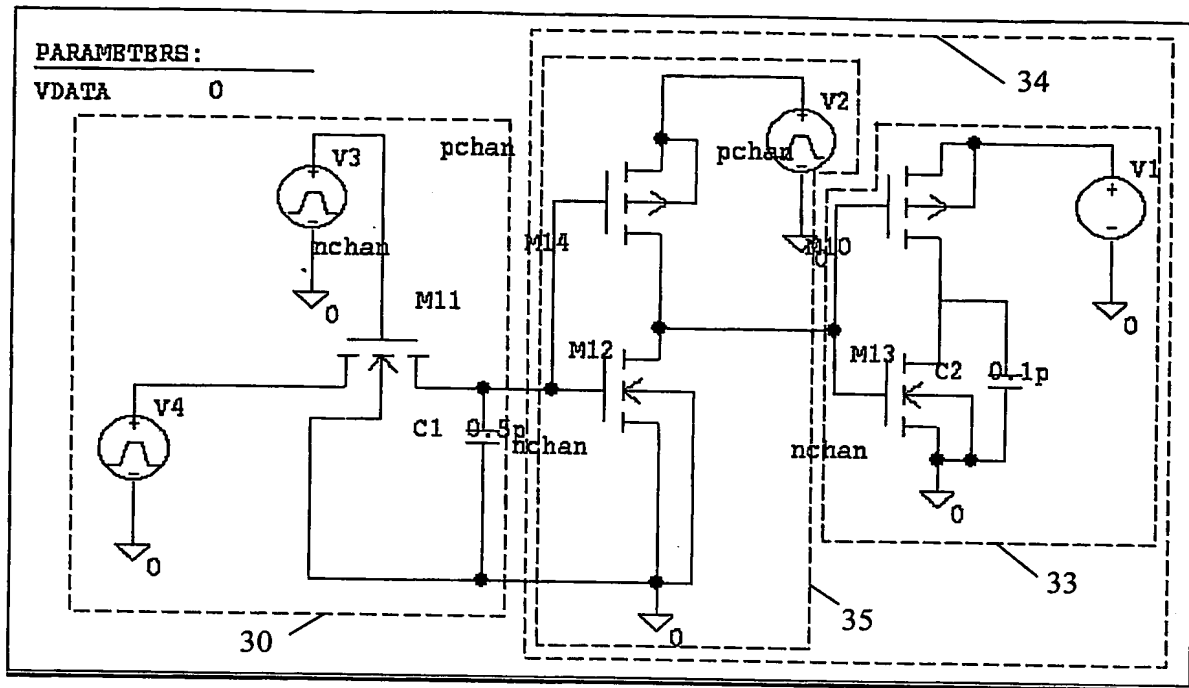 PARAMETERS:
VDATA 0
34
V2
pchan
pchan
V3
V1
+
+
+
-
-
-
nchan
M14
M10
0
0
0
M11
M12
M13
C2 0.1p
V4
+
C1 0.5p
nchan
nchan
-
0
0
33
35
0
30